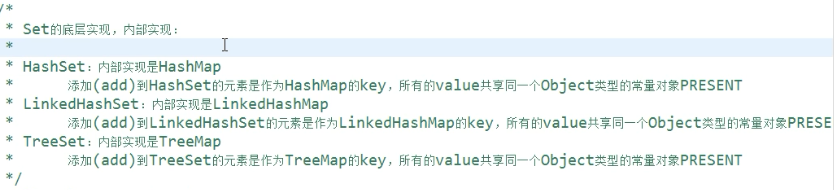 /*
* Set的底层实现，内部实现：
*
* HashSet：内部实现是HashMap
* 添加(add)到HashSet的元素是作为HashMap的key，所有的value共享同一个Object类型的常量对象PRESENT
* LinkedHashSet：内部实现是LinkedHashMap
* 添加(add)到LinkedHashSet的元素是作为LinkedHashMap的key，所有的value共享同一个Object类型的常量对象PRESE
* TreeSet：内部实现是TreeMap
* 添加(add)到TreeSet的元素是作为TreeMap的key，所有的value共享同一个Object类型的常量对象PRESENT
*/